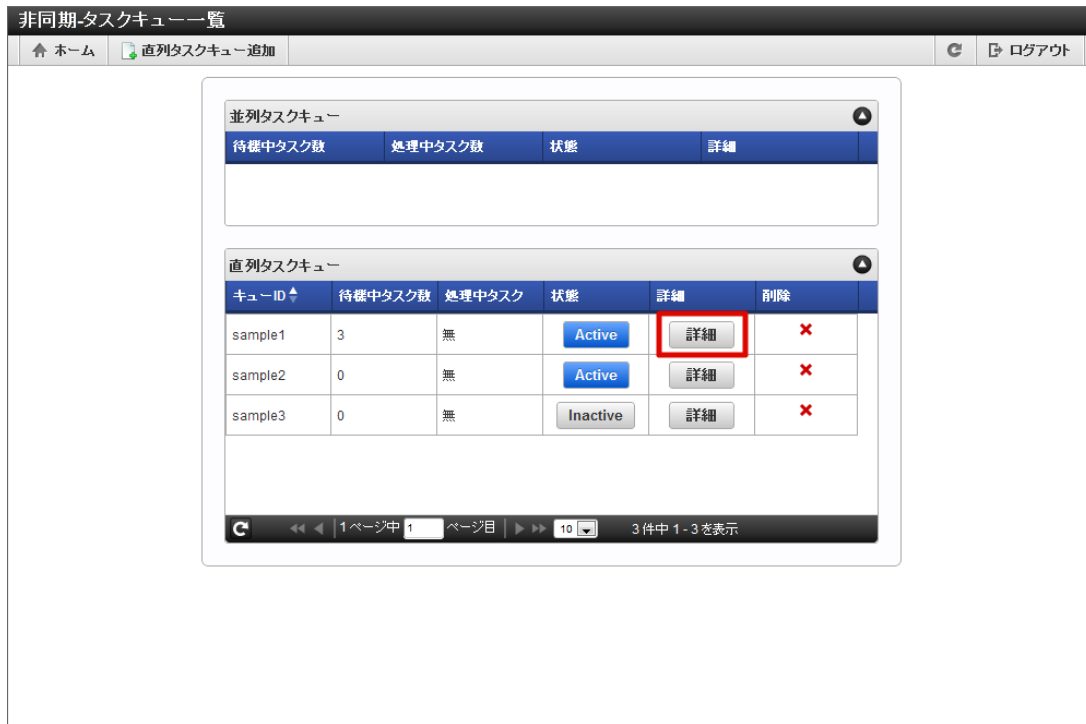 非同期-タスクキュー一覧
ホーム 直列タスクキュー追加 ログアウト
並列タスクキュー
待機中タスク数 処理中タスク数 状態 詳細
直列タスクキュー
キューID 待機中タスク数 処理中タスク 状態 詳細 削除
sample1 3 無 Active 詳細
sample2 0 無 Active 詳細
sample3 0 無 Inactive 詳細
1ページ中 1 ページ目 10 3件中 1 - 3 を表示